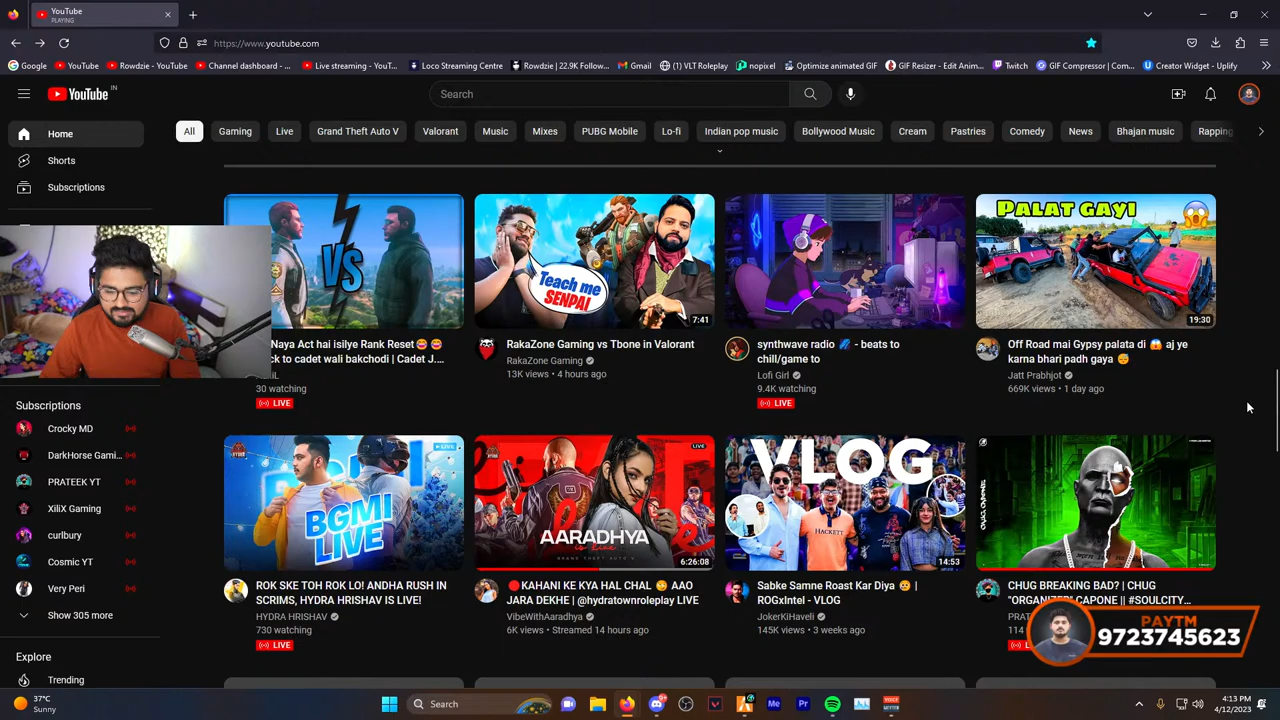 YouTube
PLAYING
https://www.youtube.com
Google
YouTube
Rowdzie - YouTube
Channel dashboard - ...
Live streaming - YouT...
Loco Streaming Centre
Rowdzie | 22.9K Follow...
Gmail
(1) VLT Roleplay
nopixel
Optimize animated GIF
GIF Resizer - Edit Anim...
Twitch
GIF Compressor | Com...
Creator Widget - Uplify
YouTube IN
Search
Home
Shorts
Subscriptions
All
Gaming
Live
Grand Theft Auto V
Valorant
Music
Mixes
PUBG Mobile
Lo-fi
Indian pop music
Bollywood Music
Cream
Pastries
Comedy
News
Bhajan music
Rapping
VS
Teach me
SENPAI
7:41
PALAT GAYI
19:30
Naya Act hai isilye Rank Reset
ck to cadet wali bakchodi | Cadet J...
30 watching
LIVE
RakaZone Gaming vs Tbone in Valorant
RakaZone Gaming
13K views • 4 hours ago
synthwave radio - beats to
chill/game to
Lofi Girl
9.4K watching
LIVE
Off Road mai Gypsy palata di aj ye
karna bhari padh gaya
Jatt Prabhjot
669K views • 1 day ago
Subscriptions
Crocky MD
DarkHorse Gami...
PRATEEK YT
XiliX Gaming
curlbury
Cosmic YT
Very Peri
Show 305 more
Explore
Trending
BGMI
LIVE
LIVE
AARADHYA
is live
GRAND THEFT AUTO V
6:26:08
VLOG
HACKETT
14:53
ROK SKE TOH ROK LO! ANDHA RUSH IN
SCRIMS, HYDRA HRISHAV IS LIVE!
HYDRA HRISHAV
730 watching
LIVE
KAHANI KE KYA HAL CHAL AAO
JARA DEKHE | @hydratownroleplay LIVE
VibeWithAaradhya
6K views • Streamed 14 hours ago
Sabke Samne Roast Kar Diya |
ROGxIntel - VLOG
JokerKiHaveli
145K views • 3 weeks ago
CHUG BREAKING BAD? | CHUG
"ORGANIZER" CAPONE || #SOULCITY...
PRAT
114
PAYTM
9723745623
37°C
Sunny
Search
4:13 PM
4/12/2023